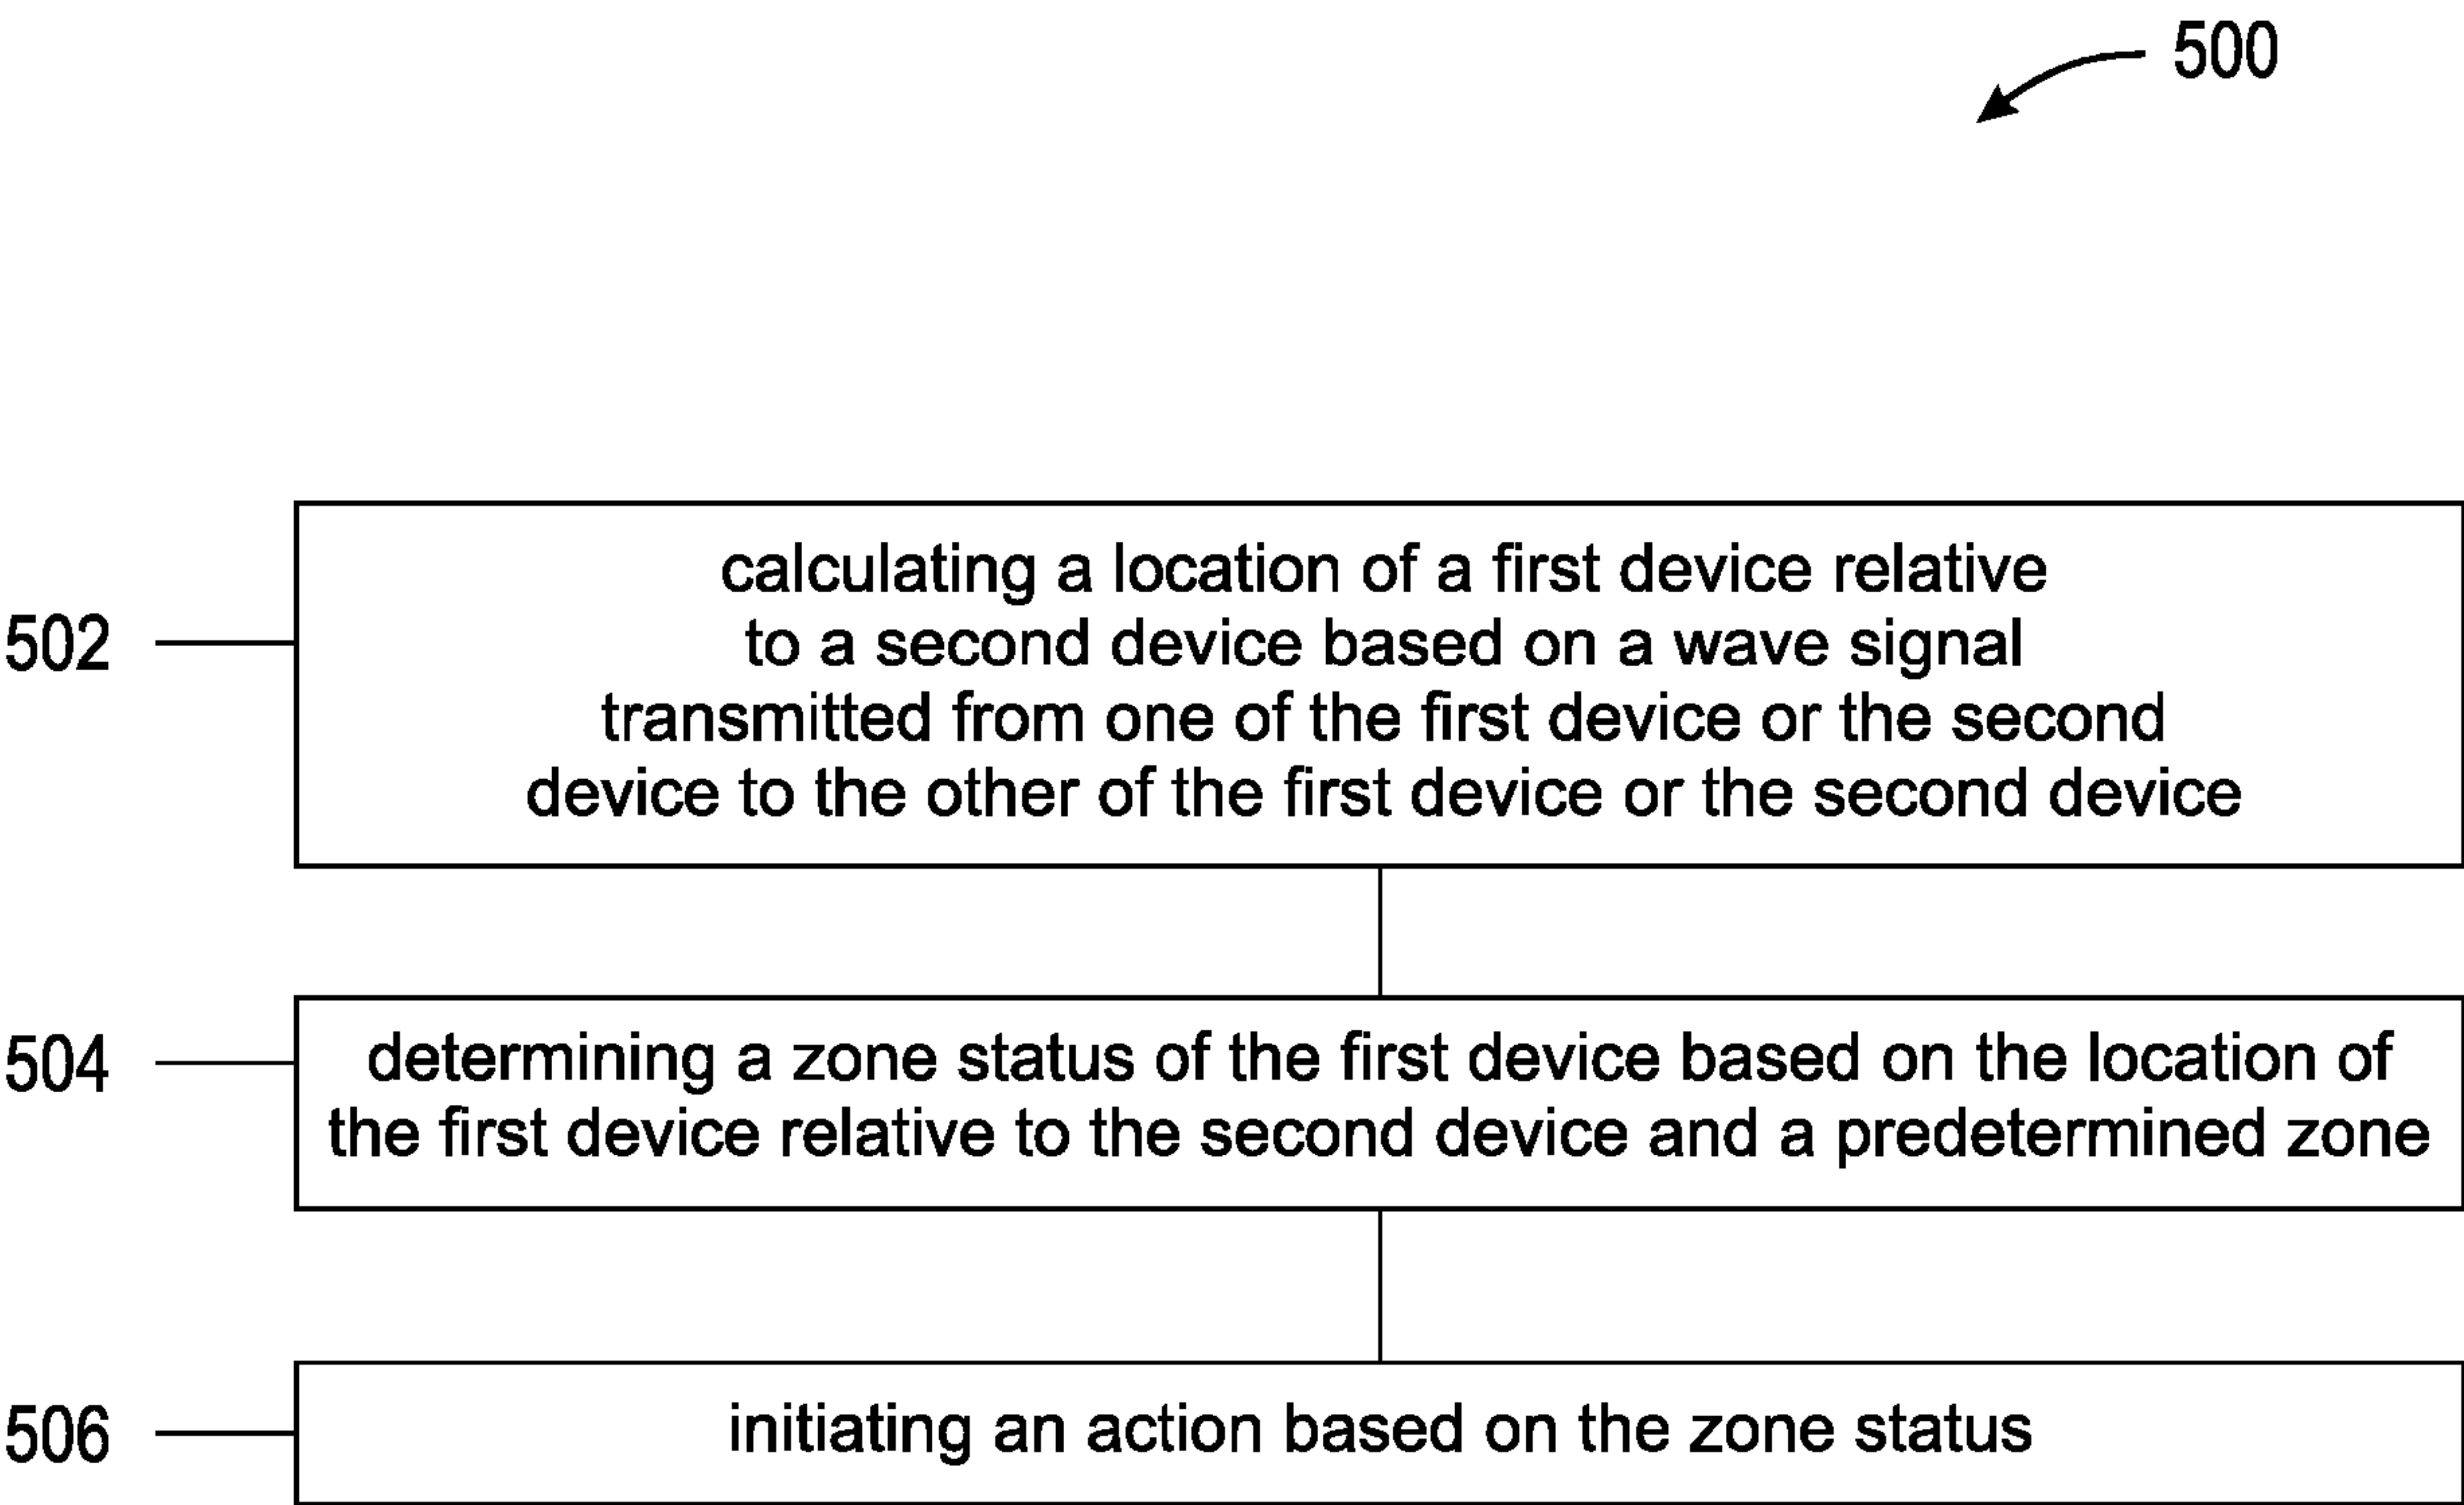 500
502
calculating a location of a first device relative
to a second device based on a wave signal
transmitted from one of the first device or the second
device to the other of the first device or the second device
504
determining a zone status of the first device based on the location of
the first device relative to the second device and a predetermined zone
506
initiating an action based on the zone status